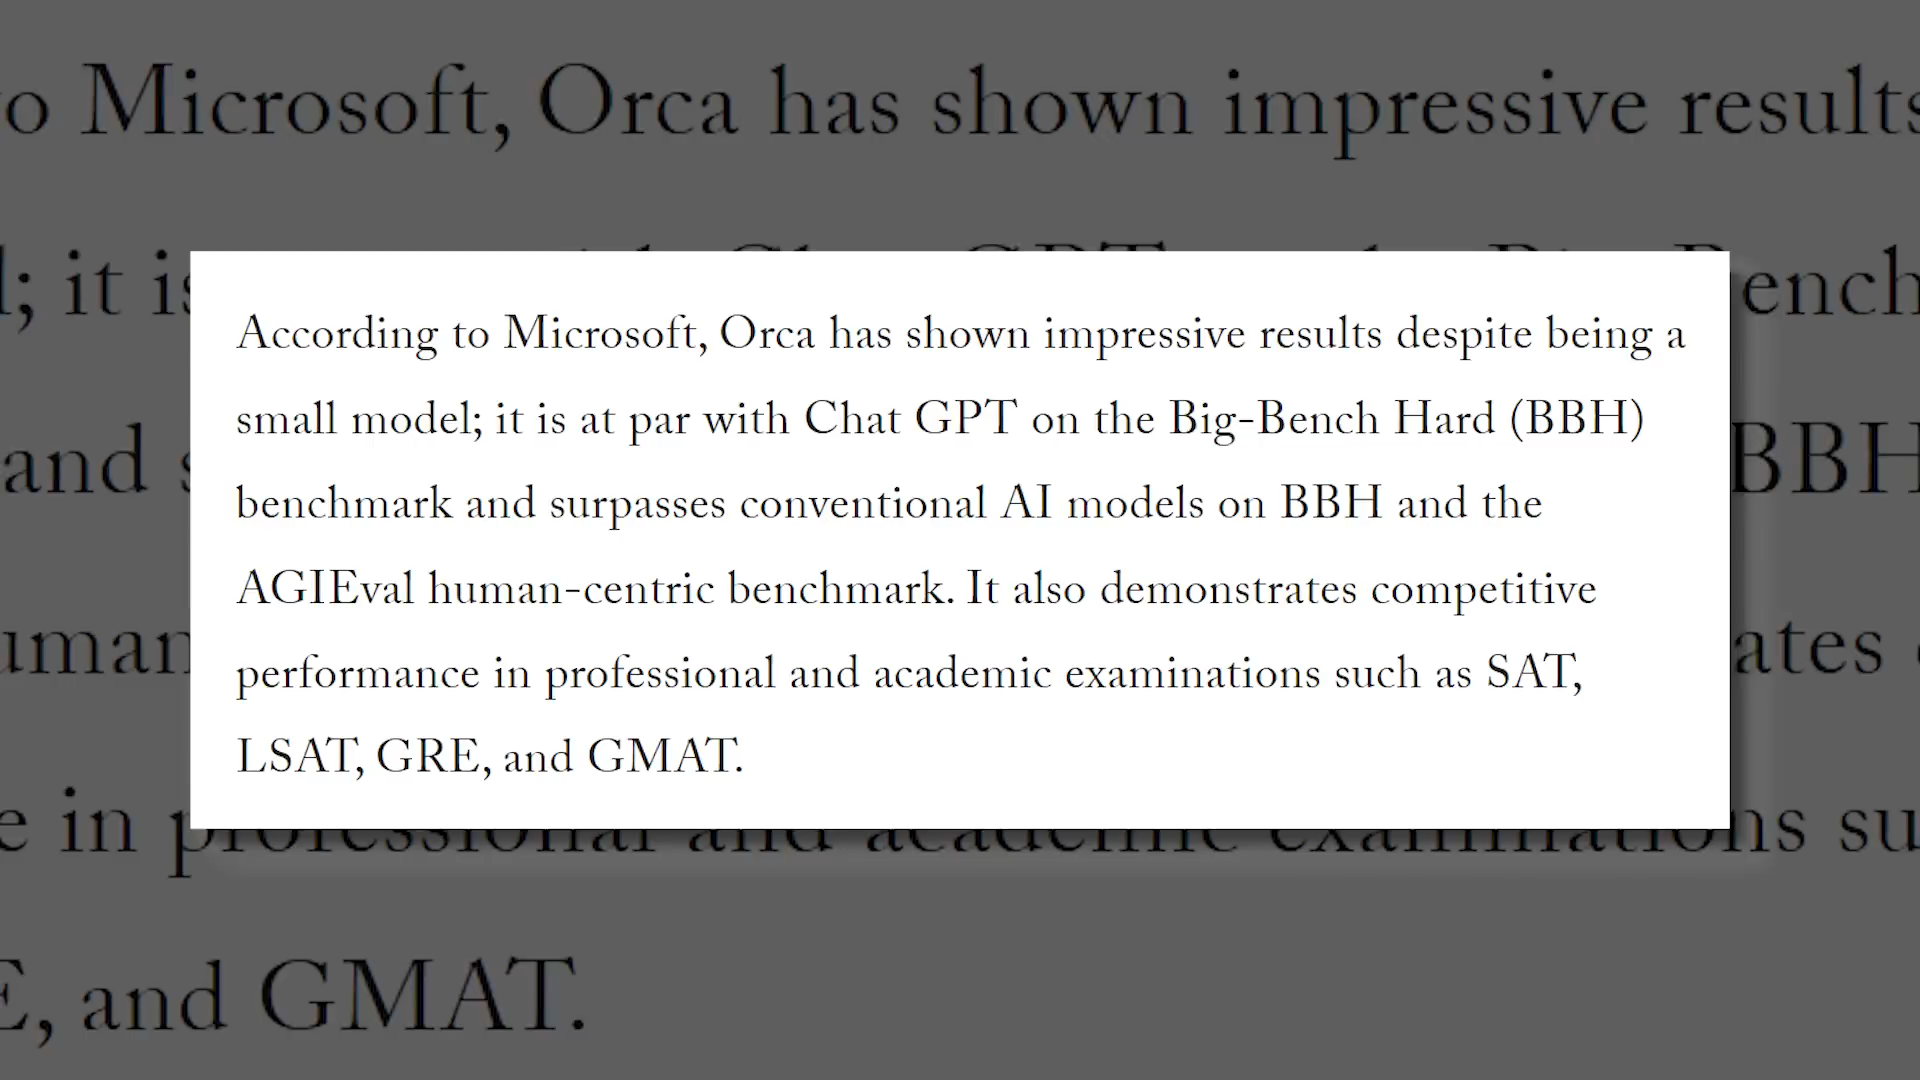 According to Microsoft, Orca has shown impressive results despite being a
small model; it is at par with Chat GPT on the Big-Bench Hard (BBH)
benchmark and surpasses conventional AI models on BBH and the
AGIEval human-centric benchmark. It also demonstrates competitive
performance in professional and academic examinations such as SAT,
LSAT, GRE, and GMAT.